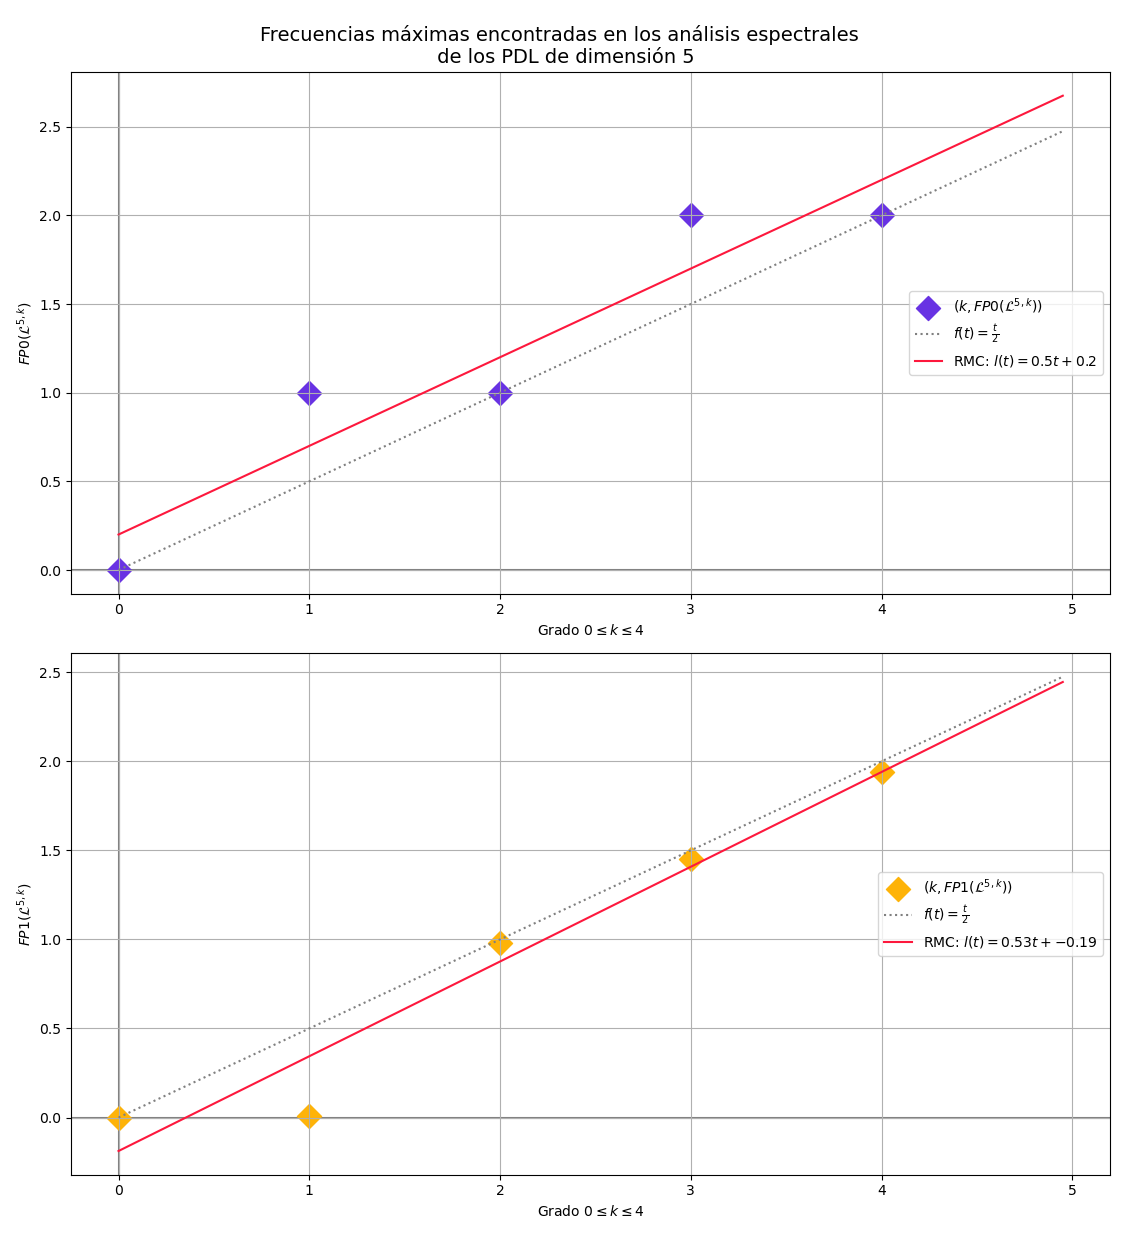 Frecuencias máximas encontradas en los análisis espectrales
de los PDL de dimensión 5
2.5
2.0
1.5
1.0
0.5
0.0
FP0(ℒ^{5,k})
(k, FP0(ℒ^{5,k}))
f(t) = t/2
RMC: l(t) = 0.5t + 0.2
0 1 2 3 4 5
Grado 0 ≤ k ≤ 4
2.5
2.0
1.5
1.0
0.5
0.0
FP1(ℒ^{5,k})
(k, FP1(ℒ^{5,k}))
f(t) = t/2
RMC: l(t) = 0.53t + −0.19
0 1 2 3 4 5
Grado 0 ≤ k ≤ 4